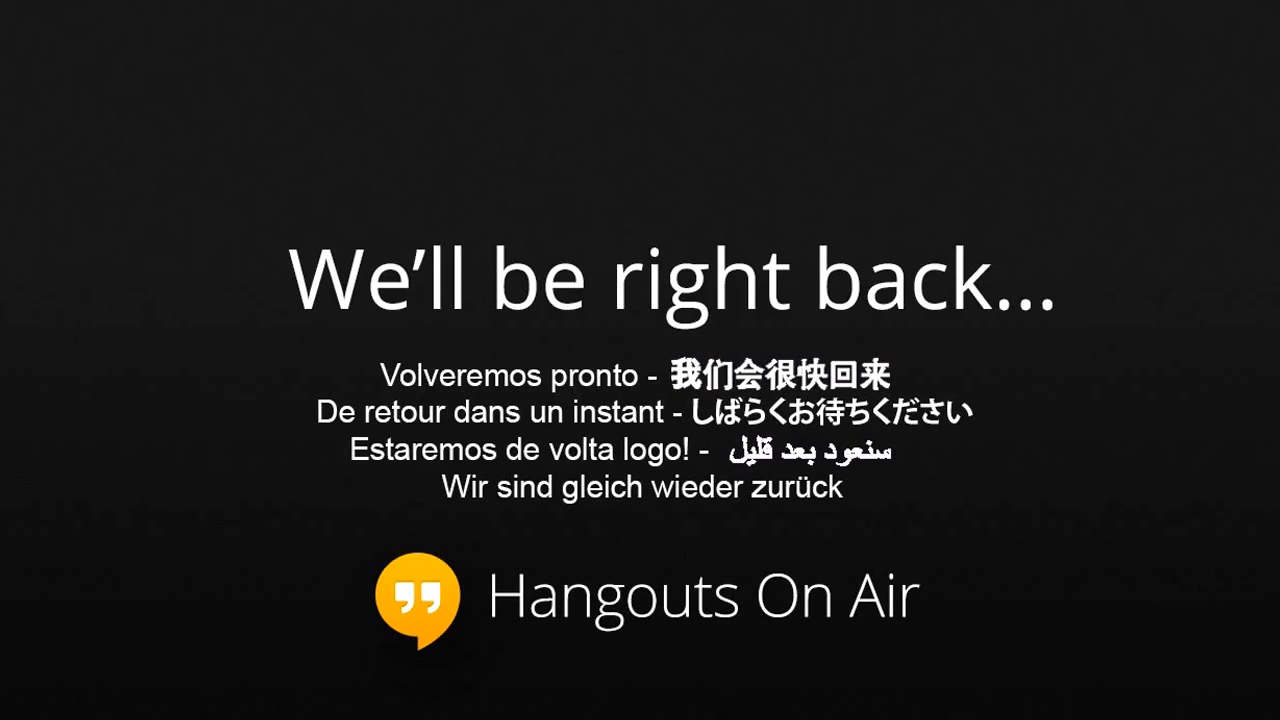 We'll be right back...
Volveremos pronto - 我们会很快回来
De retour dans un instant - しばらくお待ちください
Estaremos de volta logo! - سنعود بعد قليل
Wir sind gleich wieder zurück
Hangouts On Air